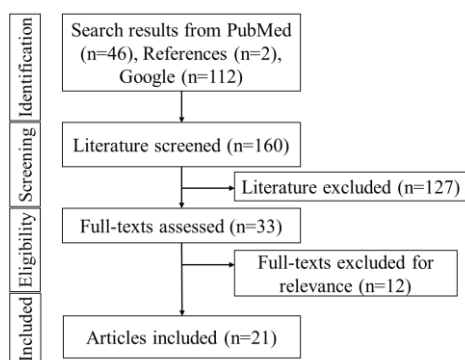 Identification
Search results from PubMed
(n=46), References (n=2),
Google (n=112)
Screening
Literature screened (n=160)
Literature excluded (n=127)
Eligibility
Full-texts assessed (n=33)
Full-texts excluded for
relevance (n=12)
Included
Articles included (n=21)